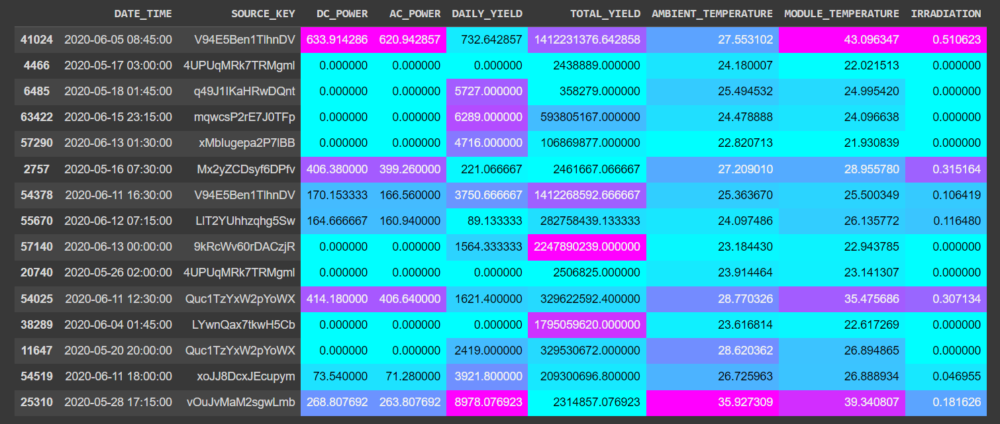 DATE_TIME SOURCE_KEY DC_POWER AC_POWER DAILY_YIELD TOTAL_YIELD AMBIENT_TEMPERATURE MODULE_TEMPERATURE IRRADIATION
41024 2020-06-05 08:45:00 V94E5Ben1TlhnDV 633.914286 620.942857 732.642857 1412231376.642858 27.553102 43.096347 0.510623
4466 2020-05-17 03:00:00 4UPUqMRk7TRMgml 0.000000 0.000000 0.000000 2438889.000000 24.180007 22.021513 0.000000
6485 2020-05-18 01:45:00 q49J1IKaHRwDQnt 0.000000 0.000000 5727.000000 358279.000000 25.494532 24.995420 0.000000
63422 2020-06-15 23:15:00 mqwcsP2rE7J0TFp 0.000000 0.000000 6289.000000 593805167.000000 24.478888 24.096638 0.000000
57290 2020-06-13 01:30:00 xMbIugepa2P7lBB 0.000000 0.000000 4716.000000 106869877.000000 22.820713 21.930839 0.000000
2757 2020-05-16 07:30:00 Mx2yZCDsyf6DPfv 406.380000 399.260000 221.066667 2461667.066667 27.209010 28.955780 0.315164
54378 2020-06-11 16:30:00 V94E5Ben1TlhnDV 170.153333 166.560000 3750.666667 1412268592.666667 25.363670 25.500349 0.106419
55670 2020-06-12 07:15:00 LlT2YUhhzqhg5Sw 164.666667 160.940000 89.133333 282758439.133333 24.097486 26.135772 0.116480
57140 2020-06-13 00:00:00 9kRcWv60rDACzjR 0.000000 0.000000 1564.333333 2247890239.000000 23.184430 22.943785 0.000000
20740 2020-05-26 02:00:00 4UPUqMRk7TRMgml 0.000000 0.000000 0.000000 2506825.000000 23.914464 23.141307 0.000000
54025 2020-06-11 12:30:00 Quc1TzYxW2pYoWX 414.180000 406.640000 1621.400000 329622592.400000 28.770326 35.475686 0.307134
38289 2020-06-04 01:45:00 LYwnQax7tkwH5Cb 0.000000 0.000000 0.000000 1795059620.000000 23.616814 22.617269 0.000000
11647 2020-05-20 20:00:00 Quc1TzYxW2pYoWX 0.000000 0.000000 2419.000000 329530672.000000 28.620362 26.894865 0.000000
54519 2020-06-11 18:00:00 xoJJ8DcxJEcupym 73.540000 71.280000 3921.800000 209300696.800000 26.725963 26.888934 0.046955
25310 2020-05-28 17:15:00 vOuJvMaM2sgwLmb 268.807692 263.807692 8978.076923 2314857.076923 35.927309 39.340807 0.181626